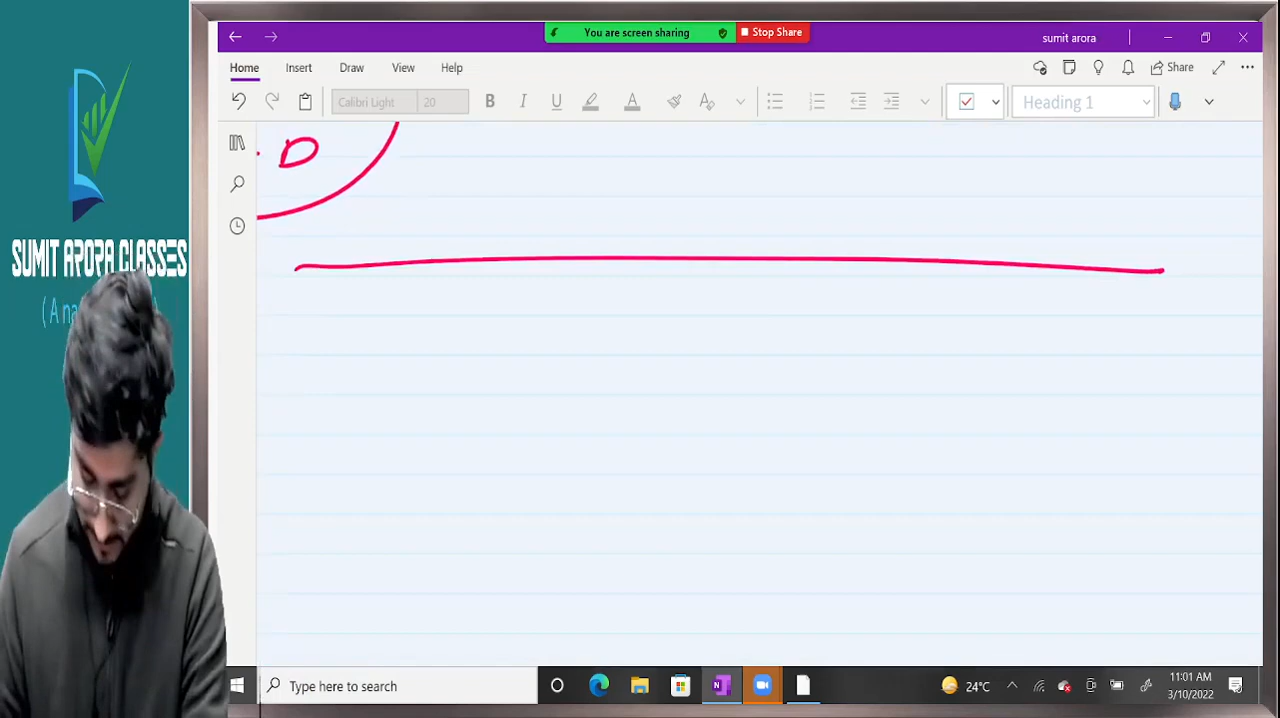 You are screen sharing
Stop Share
sumit arora
Home Insert Draw View Help
Share
Calibri Light 20 B I U A A Heading 1
D
SUMIT ARORA CLASSES
( A na )
Type here to search
N
24°C
11:01 AM
3/10/2022